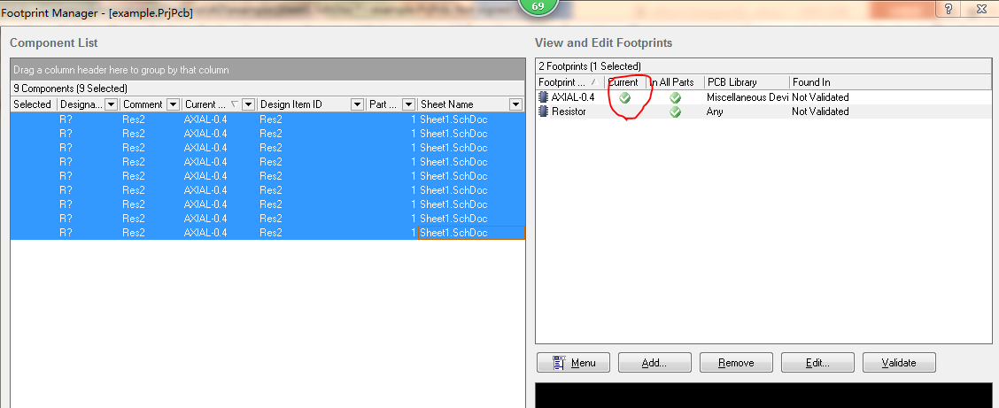 69
Footprint Manager - [example.PrjPcb]
?
Component List
View and Edit Footprints
Drag a column header here to group by that column
2 Footprints (1 Selected)
9 Components (9 Selected)
Footprint ... Current In All Parts PCB Library Found In
Selected Designa... Comment Current ... Design Item ID Part ... Sheet Name
AXIAL-0.4 Miscellaneous Devi Not Validated
Resistor Any Not Validated
R? Res2 AXIAL-0.4 Res2 1 Sheet1.SchDoc
R? Res2 AXIAL-0.4 Res2 1 Sheet1.SchDoc
R? Res2 AXIAL-0.4 Res2 1 Sheet1.SchDoc
R? Res2 AXIAL-0.4 Res2 1 Sheet1.SchDoc
R? Res2 AXIAL-0.4 Res2 1 Sheet1.SchDoc
R? Res2 AXIAL-0.4 Res2 1 Sheet1.SchDoc
R? Res2 AXIAL-0.4 Res2 1 Sheet1.SchDoc
R? Res2 AXIAL-0.4 Res2 1 Sheet1.SchDoc
R? Res2 AXIAL-0.4 Res2 1 Sheet1.SchDoc
Menu Add... Remove Edit... Validate